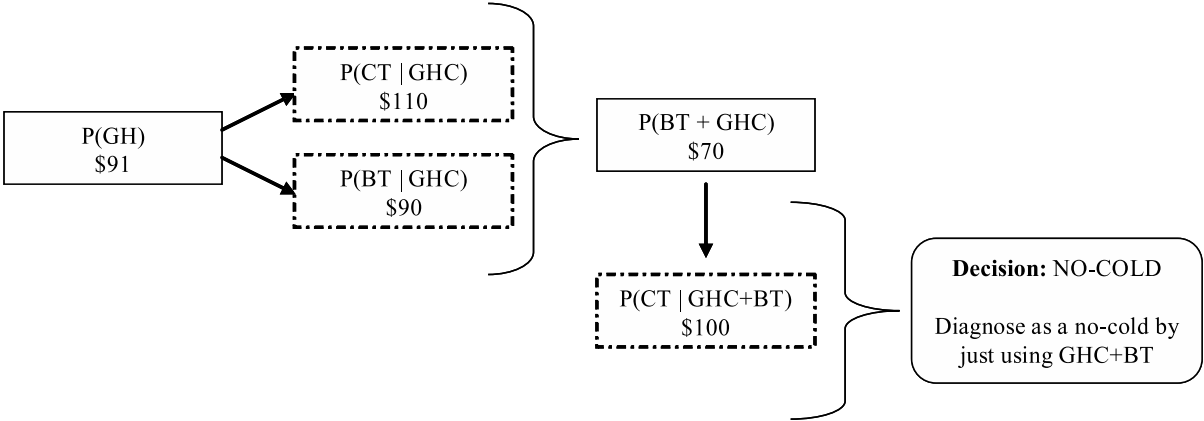 P(GH)
$91
P(CT | GHC)
$110
P(BT | GHC)
$90
P(BT + GHC)
$70
P(CT | GHC+BT)
$100
Decision: NO-COLD
Diagnose as a no-cold by
just using GHC+BT